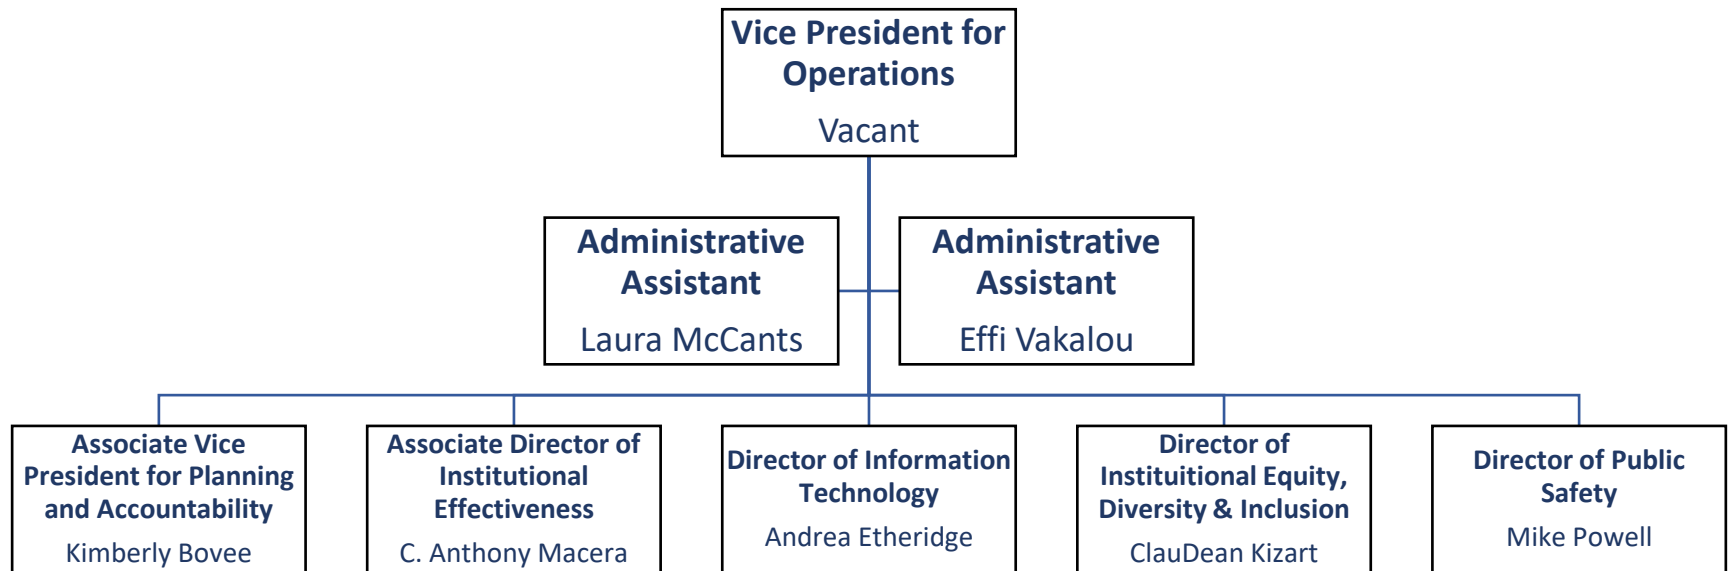 Vice President for
Operations
Vacant
Administrative
Assistant
Laura McCants
Administrative
Assistant
Effi Vakalou
Associate Vice
President for Planning
and Accountability
Kimberly Bovee
Associate Director of
Institutional
Effectiveness
C. Anthony Macera
Director of Information
Technology
Andrea Etheridge
Director of
Instituitional Equity,
Diversity & Inclusion
ClauDean Kizart
Director of Public
Safety
Mike Powell